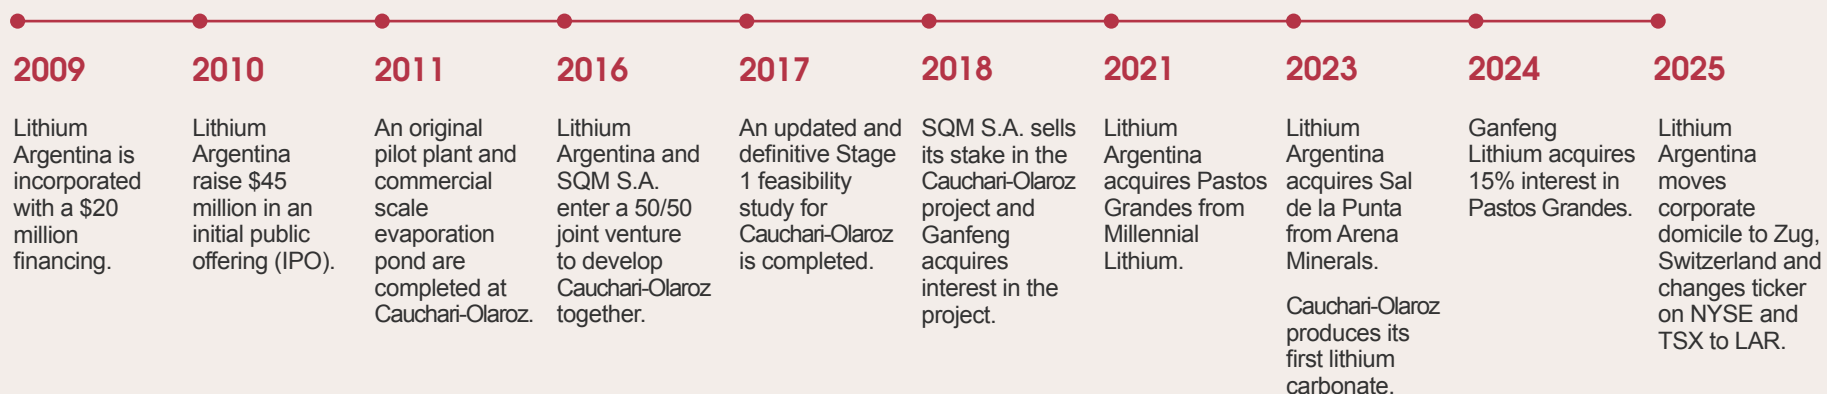 2009
Lithium
Argentina is
incorporated
with a $20
million
financing.
2010
Lithium
Argentina
raise $45
million in an
initial public
offering (IPO).
2011
An original
pilot plant and
commercial
scale
evaporation
pond are
completed at
Cauchari-Olaroz.
2016
Lithium
Argentina and
SQM S.A.
enter a 50/50
joint venture
to develop
Cauchari-Olaroz
together.
2017
An updated and
definitive Stage
1 feasibility
study for
Cauchari-Olaroz
is completed.
2018
SQM S.A. sells
its stake in the
Cauchari-Olaroz
project and
Ganfeng
acquires
interest in the
project.
2021
Lithium
Argentina
acquires Pastos
Grandes from
Millennial
Lithium.
2023
Lithium
Argentina
acquires Sal
de la Punta
from Arena
Minerals.
Cauchari-Olaroz
produces its
first lithium
carbonate.
2024
Ganfeng
Lithium acquires
15% interest in
Pastos Grandes.
2025
Lithium
Argentina
moves
corporate
domicile to Zug,
Switzerland and
changes ticker
on NYSE and
TSX to LAR.